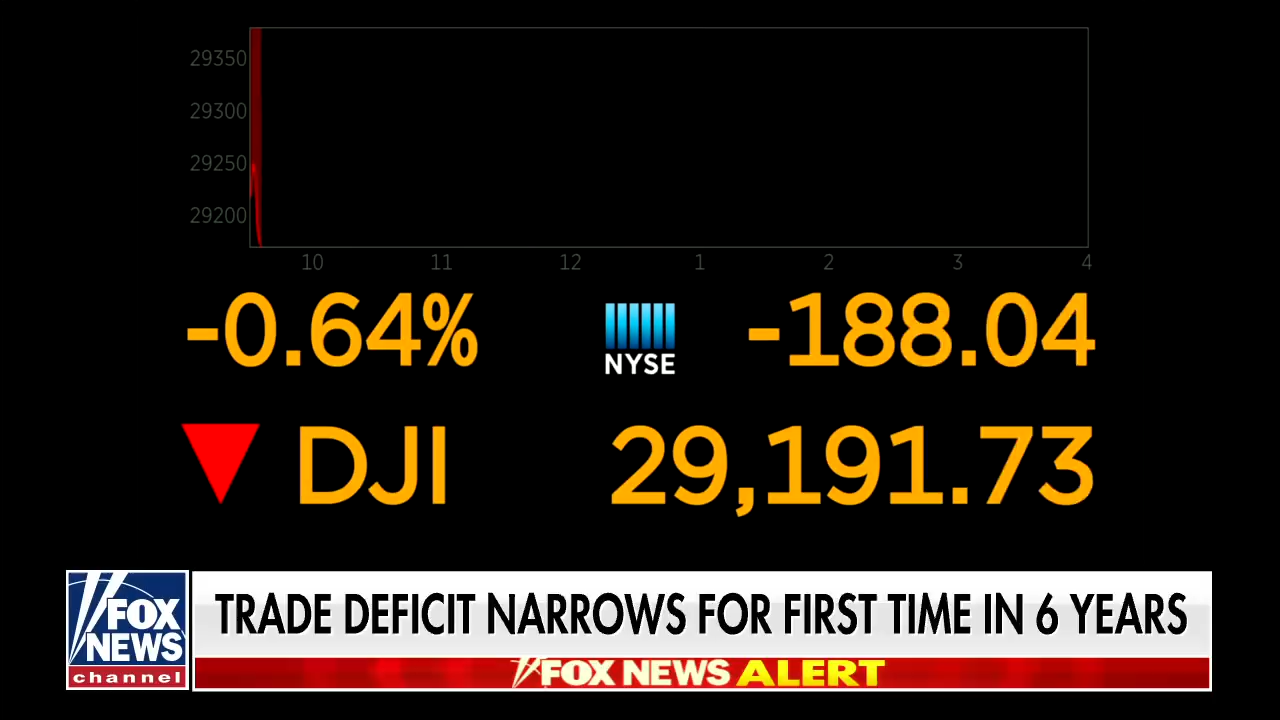 29350
29300
29250
29200
10 11 12 1 2 3 4
-0.64% NYSE -188.04
DJI 29,191.73
FOX NEWS channel
TRADE DEFICIT NARROWS FOR FIRST TIME IN 6 YEARS
FOX NEWS ALERT